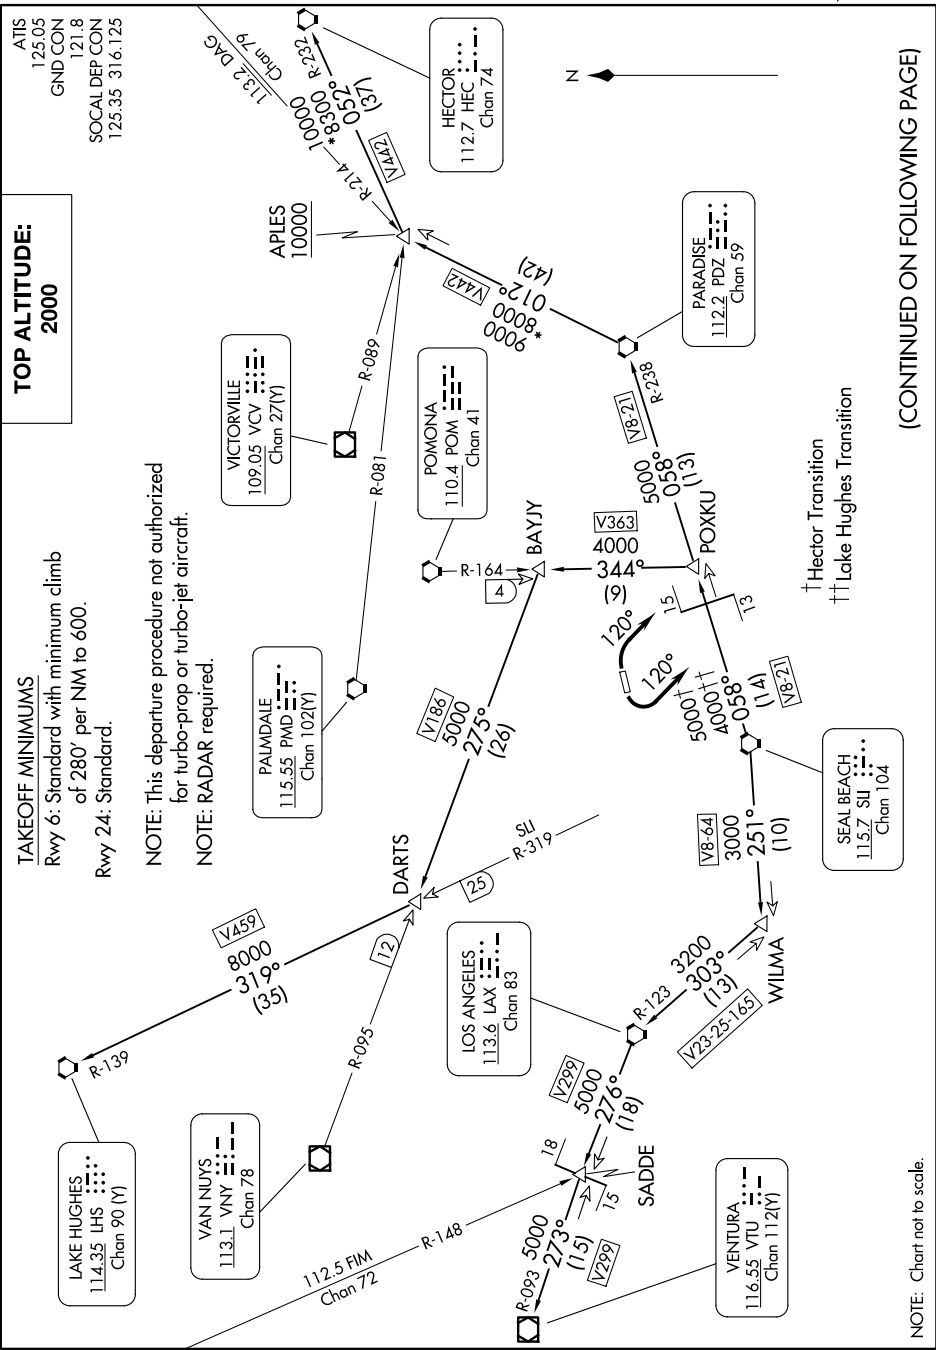 TOP ALTITUDE:
2000
ATIS
125.05
GND CON
121.8
SOCAL DEP CON
125.35 316.125
TAKEOFF MINIMUMS
Rwy 6: Standard with minimum climb
of 280' per NM to 600.
Rwy 24: Standard.
NOTE: This departure procedure not authorized
for turbo-prop or turbo-jet aircraft.
NOTE: RADAR required.
LAKE HUGHES
114.35 LHS
Chan 90 (Y)
R-139
V459
8000
319°
(35)
VAN NUYS
113.1 VNY
Chan 78
R-095
12
DARTS
25
SLI
R-319
PALMDALE
115.55 PMD
Chan 102(Y)
R-081
VICTORVILLE
109.05 VCV
Chan 27(Y)
R-089
APLES
10000
113.2 DAG
Chan 79
R-214
10000
*8300
052°
(37)
R-232
V442
HECTOR
112.7 HEC
Chan 74
N
V186
5000
275°
(26)
POMONA
110.4 POM
Chan 41
R-164
4
BAYJY
V363
4000
344°
(9)
V442
9000
*8000
012°
(42)
PARADISE
112.2 PDZ
Chan 59
V8-21
R-238
5000
058°
(13)
POXKU
15
13
120°
120°
5000†
4000††
058°
(14)
V8-21
SEAL BEACH
115.7 SLI
Chan 104
V8-64
3000
251°
(10)
WILMA
LOS ANGELES
113.6 LAX
Chan 83
R-123
3200
303°
(13)
V23-25-165
V299
5000
276°
(18)
18
15
SADDE
112.5 FIM
Chan 72
R-148
R-093
5000
273°
(15)
V299
VENTURA
116.55 VTU
Chan 112(Y)
†Hector Transition
††Lake Hughes Transition
NOTE: Chart not to scale.
(CONTINUED ON FOLLOWING PAGE)